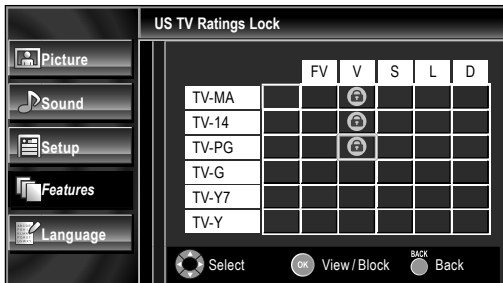 US TV Ratings Lock
Picture
Sound
Setup
Features
Language
FV V S L D
TV-MA
TV-14
TV-PG
TV-G
TV-Y7
TV-Y
Select OK View / Block BACK Back